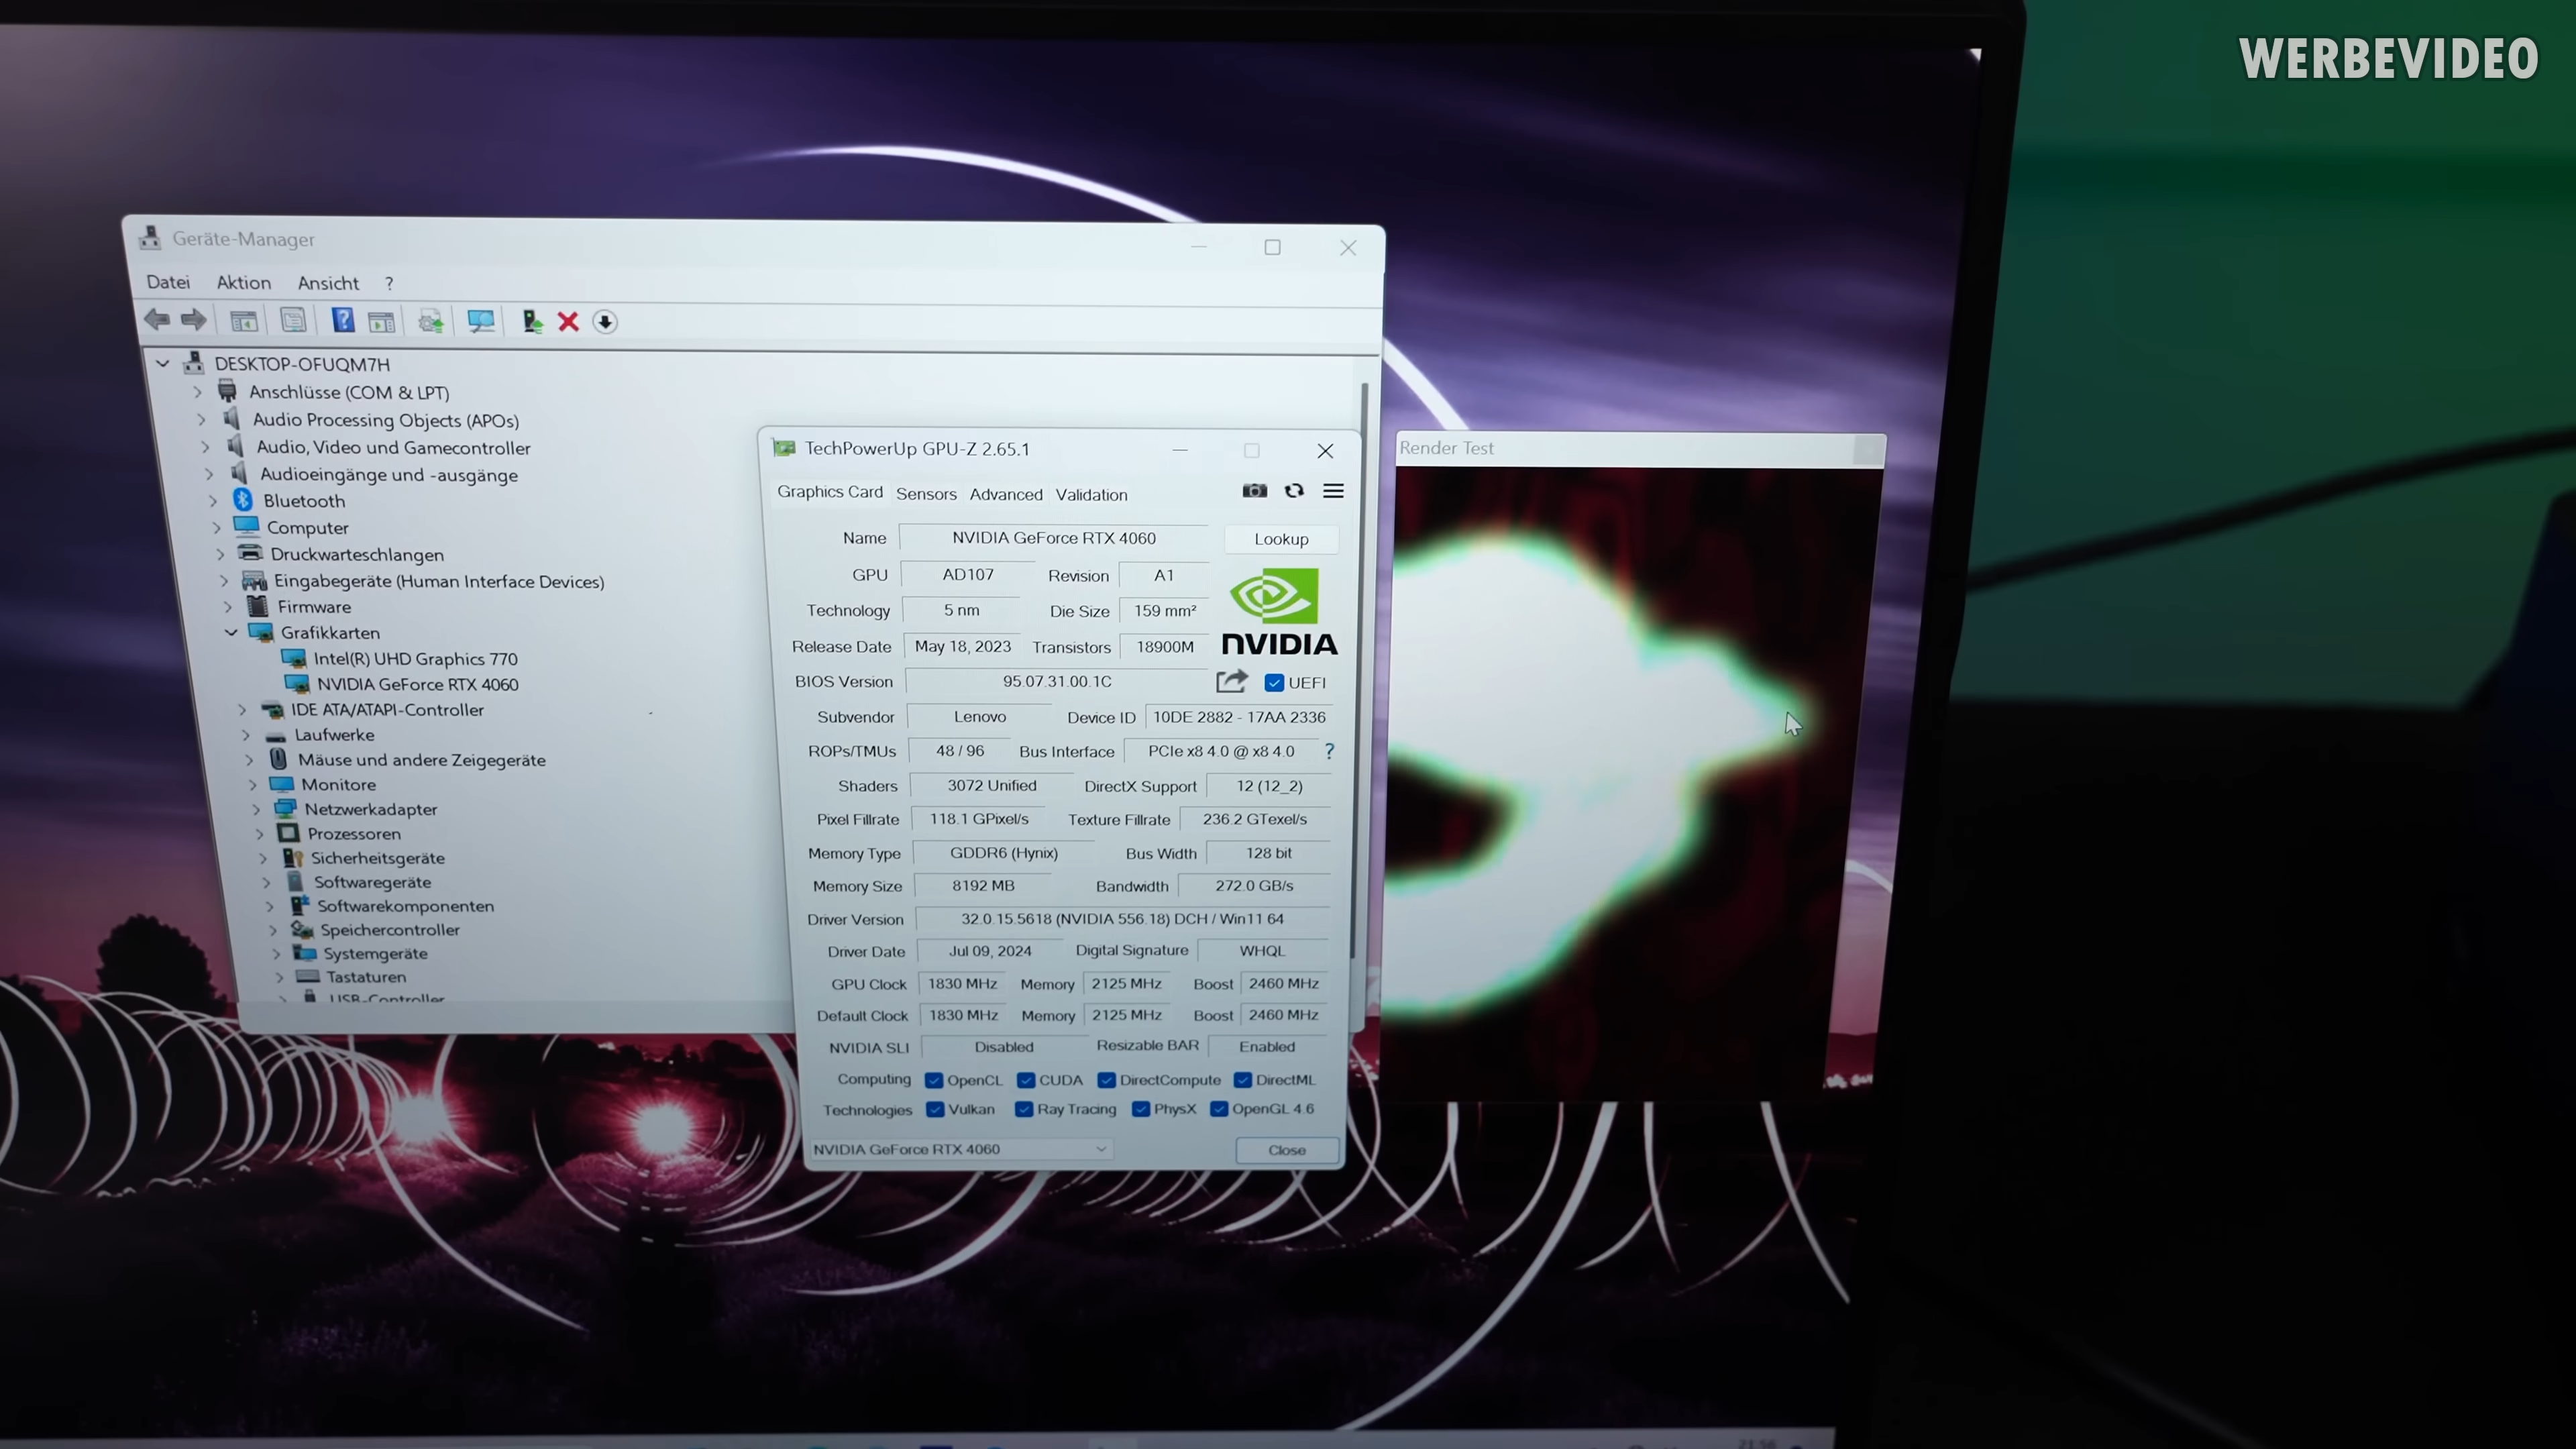 WERBEVIDEO
Geräte-Manager
Datei Aktion Ansicht ?
DESKTOP-OFUQM7H
Anschlüsse (COM & LPT)
Audio Processing Objects (APOs)
Audio, Video und Gamecontroller
Audioeingänge und -ausgänge
Bluetooth
Computer
Druckwarteschlangen
Eingabegeräte (Human Interface Devices)
Firmware
Grafikkarten
Intel(R) UHD Graphics 770
NVIDIA GeForce RTX 4060
IDE ATA/ATAPI-Controller
Laufwerke
Mäuse und andere Zeigegeräte
Monitore
Netzwerkadapter
Prozessoren
Sicherheitsgeräte
Softwaregeräte
Softwarekomponenten
Speichercontroller
Systemgeräte
Tastaturen
USB-Controller
TechPowerUp GPU-Z 2.65.1
Graphics Card Sensors Advanced Validation
Name NVIDIA GeForce RTX 4060 Lookup
GPU AD107 Revision A1
Technology 5 nm Die Size 159 mm²
NVIDIA
Release Date May 18, 2023 Transistors 18900M
BIOS Version 95.07.31.00.1C UEFI
Subvendor Lenovo Device ID 10DE 2882 - 17AA 2336
ROPs/TMUs 48 / 96 Bus Interface PCIe x8 4.0 @ x8 4.0 ?
Shaders 3072 Unified DirectX Support 12 (12_2)
Pixel Fillrate 118.1 GPixel/s Texture Fillrate 236.2 GTexel/s
Memory Type GDDR6 (Hynix) Bus Width 128 bit
Memory Size 8192 MB Bandwidth 272.0 GB/s
Driver Version 32.0.15.5618 (NVIDIA 556.18) DCH / Win11 64
Driver Date Jul 09, 2024 Digital Signature WHQL
GPU Clock 1830 MHz Memory 2125 MHz Boost 2460 MHz
Default Clock 1830 MHz Memory 2125 MHz Boost 2460 MHz
NVIDIA SLI Disabled Resizable BAR Enabled
Computing OpenCL CUDA DirectCompute DirectML
Technologies Vulkan Ray Tracing PhysX OpenGL 4.6
NVIDIA GeForce RTX 4060 Close
Render Test